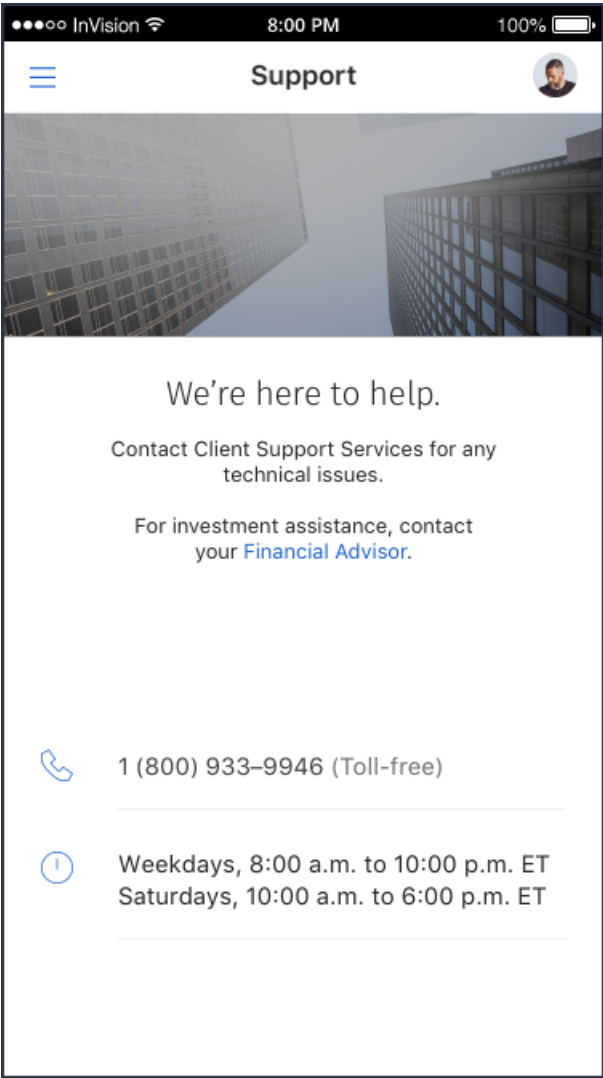 InVision 8:00 PM 100%
Support
We're here to help.
Contact Client Support Services for any
technical issues.
For investment assistance, contact
your Financial Advisor.
1 (800) 933–9946 (Toll-free)
Weekdays, 8:00 a.m. to 10:00 p.m. ET
Saturdays, 10:00 a.m. to 6:00 p.m. ET